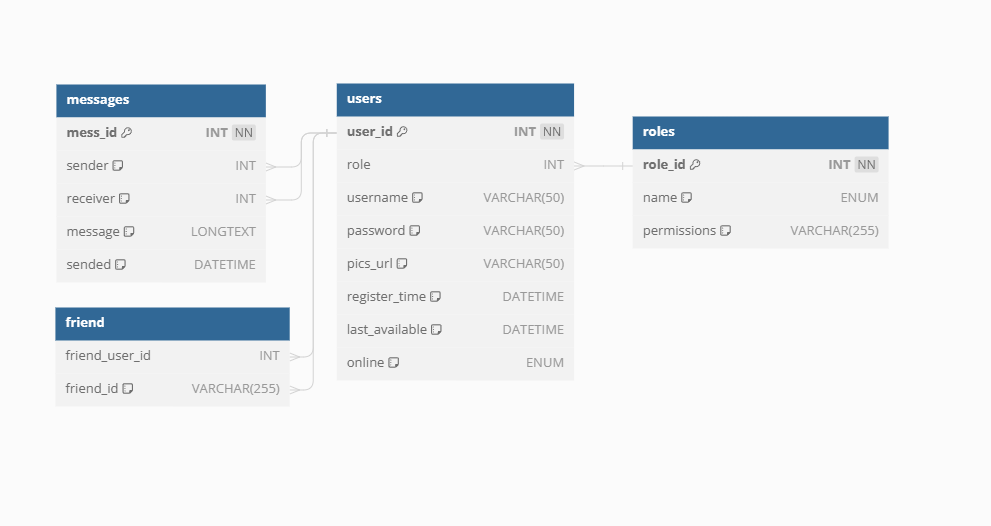 messages
mess_id INT NN
sender INT
receiver INT
message LONGTEXT
sended DATETIME
friend
friend_user_id INT
friend_id VARCHAR(255)
users
user_id INT NN
role INT
username VARCHAR(50)
password VARCHAR(50)
pics_url VARCHAR(50)
register_time DATETIME
last_available DATETIME
online ENUM
roles
role_id INT NN
name ENUM
permissions VARCHAR(255)